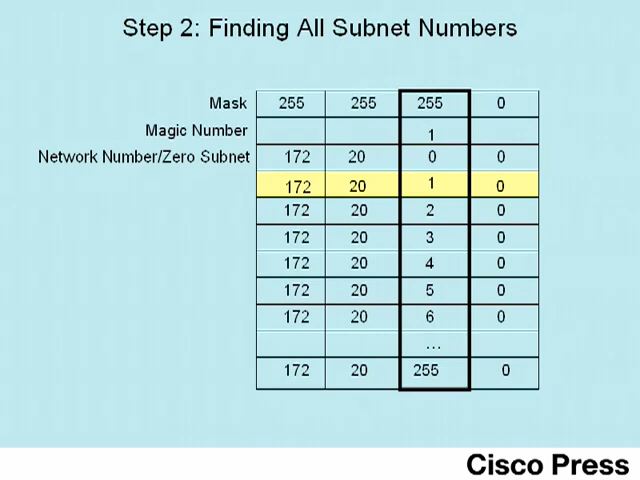 Step 2: Finding All Subnet Numbers
Mask 255 255 255 0
Magic Number 1
Network Number/Zero Subnet 172 20 0 0
172 20 1 0
172 20 2 0
172 20 3 0
172 20 4 0
172 20 5 0
172 20 6 0
...
172 20 255 0
Cisco Press